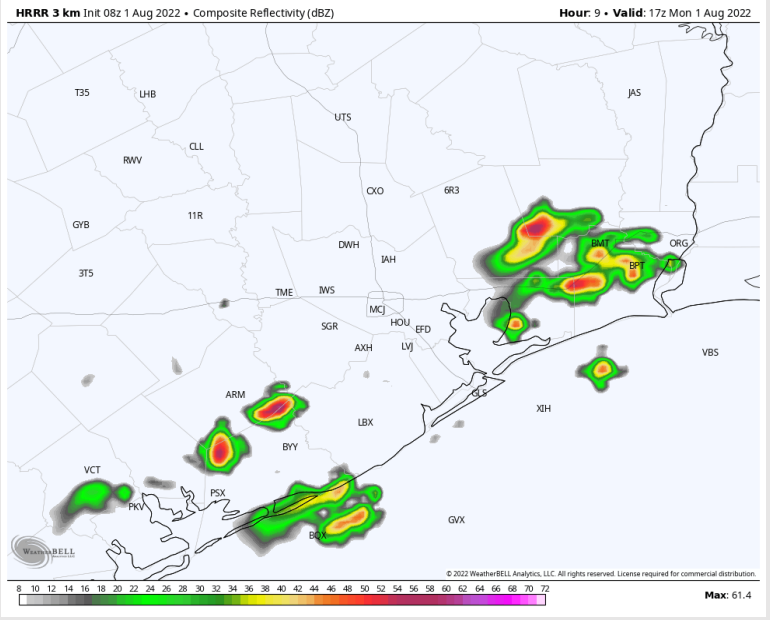 HRRR 3 km Init 08z 1 Aug 2022 • Composite Reflectivity (dBZ)
Hour: 9 • Valid: 17z Mon 1 Aug 2022
T35
LHB
JAS
UTS
CLL
RWV
CXO
6R3
11R
GYB
DWH
BMT
ORG
IAH
BPT
3T5
TME
IWS
MCJ
SGR
HOU
EFD
AXH
LVJ
VBS
ARM
GLS
XIH
LBX
BYY
VCT
PSX
PKV
GVX
BQX
WEATHERBELL
© 2022 WeatherBELL Analytics, LLC. All rights reserved. License required for commercial distribution.
8 10 12 14 16 18 20 22 24 26 28 30 32 34 36 38 40 42 44 46 48 50 52 54 56 58 60 62 64 66 68 70 72
Max: 61.4